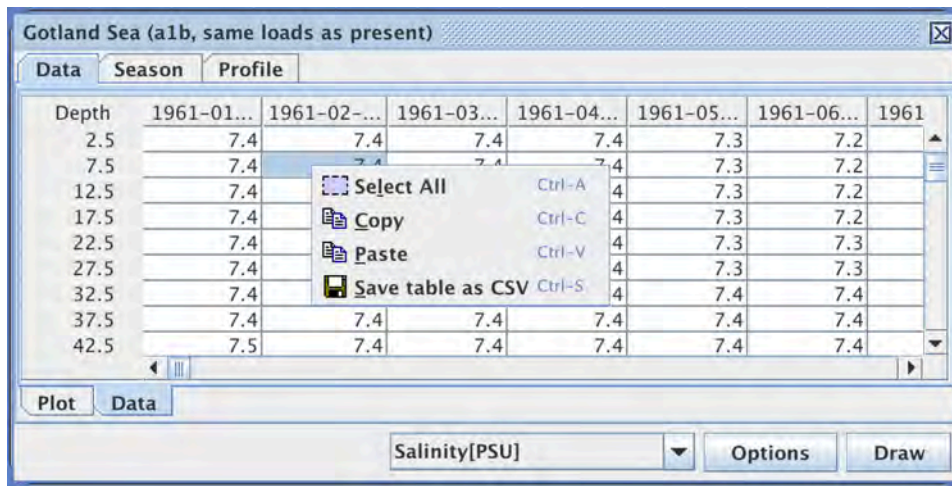 Gotland Sea (a1b, same loads as present)
Data Season Profile
Depth 1961-01... 1961-02-... 1961-03... 1961-04... 1961-05... 1961-06... 1961
2.5 7.4 7.4 7.4 7.4 7.3 7.2
7.5 7.4 7.4 7.4 7.4 7.3 7.2
12.5 7.4 4 7.3 7.2
Select All Ctrl-A
17.5 7.4 4 7.3 7.2
Copy Ctrl-C
22.5 7.4 4 7.3 7.3
Paste Ctrl-V
27.5 7.4 4 7.3 7.3
Save table as CSV Ctrl-S
32.5 7.4 4 7.4 7.4
37.5 7.4 7.4 7.4 7.4 7.4 7.4
42.5 7.5 7.4 7.4 7.4 7.4 7.4
Plot Data
Salinity[PSU] Options Draw